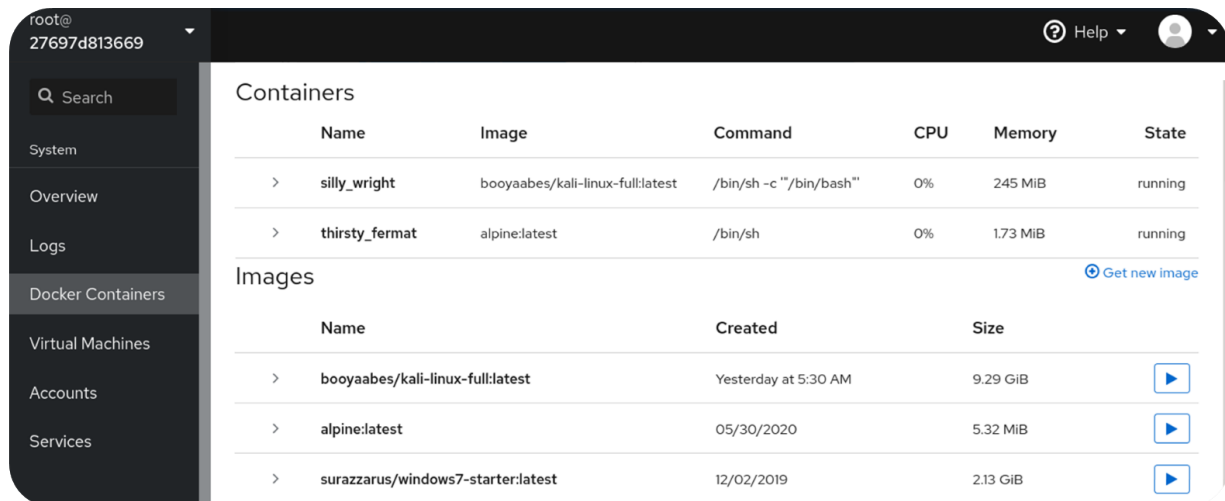 root@
27697d813669
Help
Search
System
Overview
Logs
Docker Containers
Virtual Machines
Accounts
Services
Containers
Name Image Command CPU Memory State
silly_wright booyaabes/kali-linux-full:latest /bin/sh -c '"/bin/bash"' 0% 245 MiB running
thirsty_fermat alpine:latest /bin/sh 0% 1.73 MiB running
Images
Get new image
Name Created Size
booyaabes/kali-linux-full:latest Yesterday at 5:30 AM 9.29 GiB
alpine:latest 05/30/2020 5.32 MiB
surazzarus/windows7-starter:latest 12/02/2019 2.13 GiB